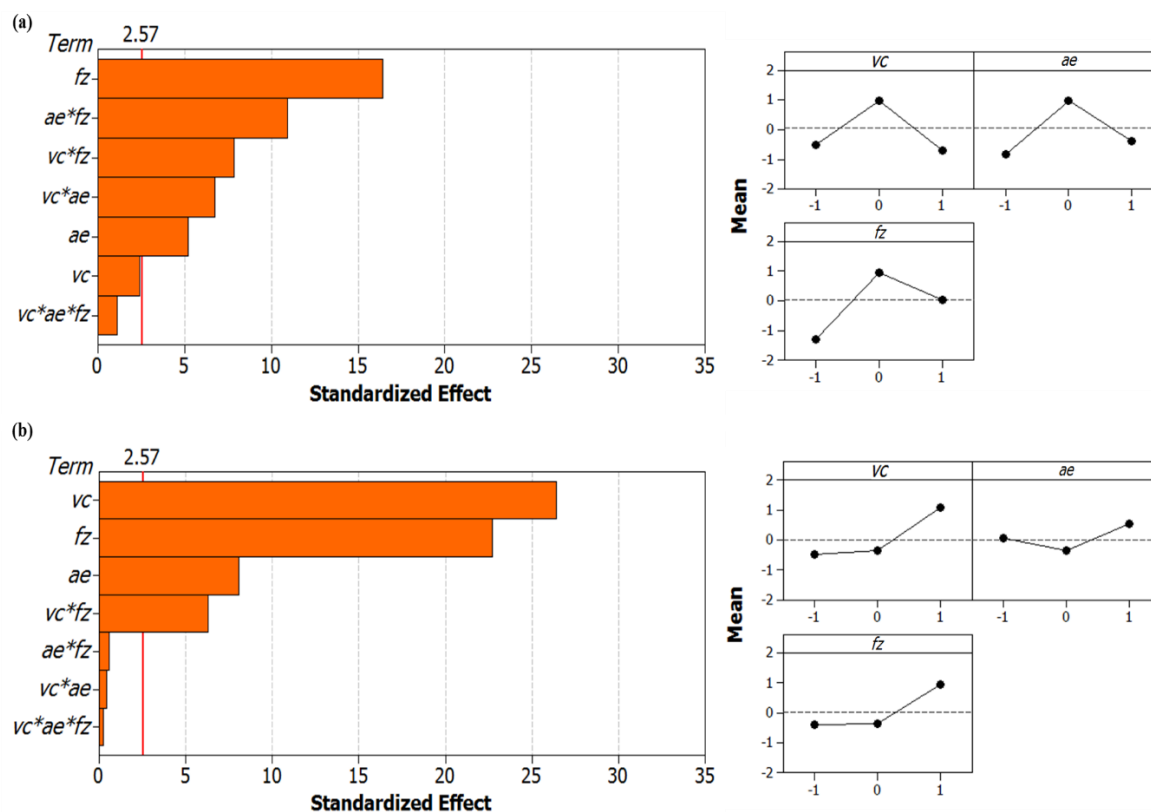 (a)
Term
2.57
fz
ae*fz
vc*fz
vc*ae
ae
vc
vc*ae*fz
0 5 10 15 20 25 30 35
Standardized Effect
vc ae
2
1
0
-1
-2
-1 0 1 -1 0 1
fz
2
1
0
-1
-2
-1 0 1
Mean
(b)
Term
2.57
vc
fz
ae
vc*fz
ae*fz
vc*ae
vc*ae*fz
0 5 10 15 20 25 30 35
Standardized Effect
vc ae
2
1
0
-1
-2
-1 0 1 -1 0 1
fz
2
1
0
-1
-2
-1 0 1
Mean